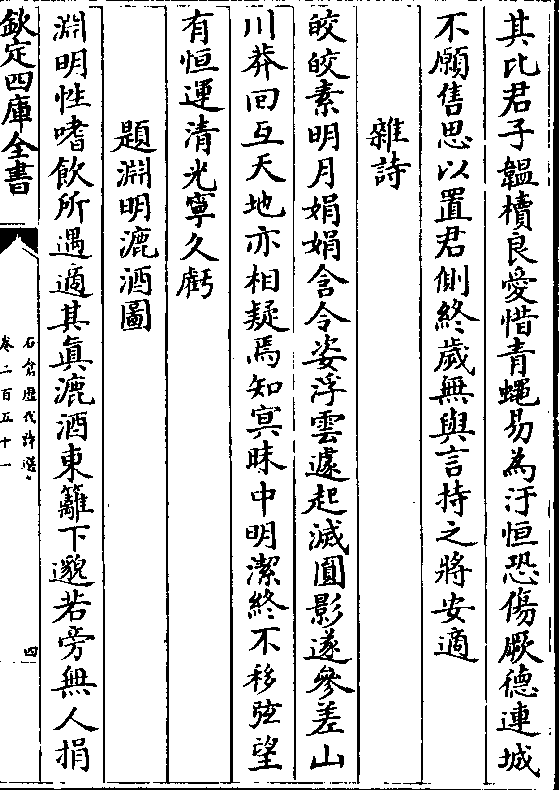 其比君子韞櫝良愛惜青蠅易為汙恒恐傷厥德連城
不願售思以置君側終歲無與言持之將安適
雜詩
皎皎素明月娟娟含令姿浮雲遽起滅圓影遂參差山
川莽回互天地亦相疑焉知冥昧中明潔終不移弦望
有恒運清光寧久虧
題淵明漉酒圖
淵明性嗜飲所遇適其真漉酒東籬下邈若旁無人捐
欽定四庫全書
石倉歷代詩選
卷二百五十一
四